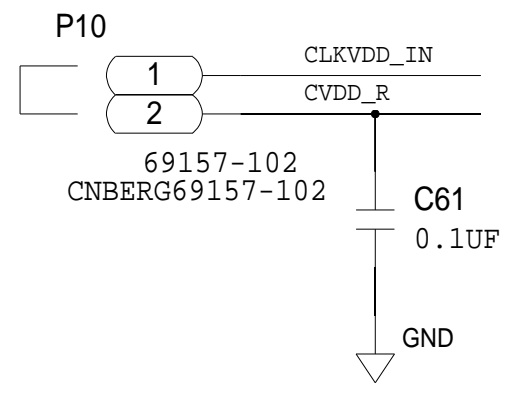 P10
1
CLKVDD_IN
2
CVDD_R
69157-102
CNBERG69157-102
C61
0.1UF
GND